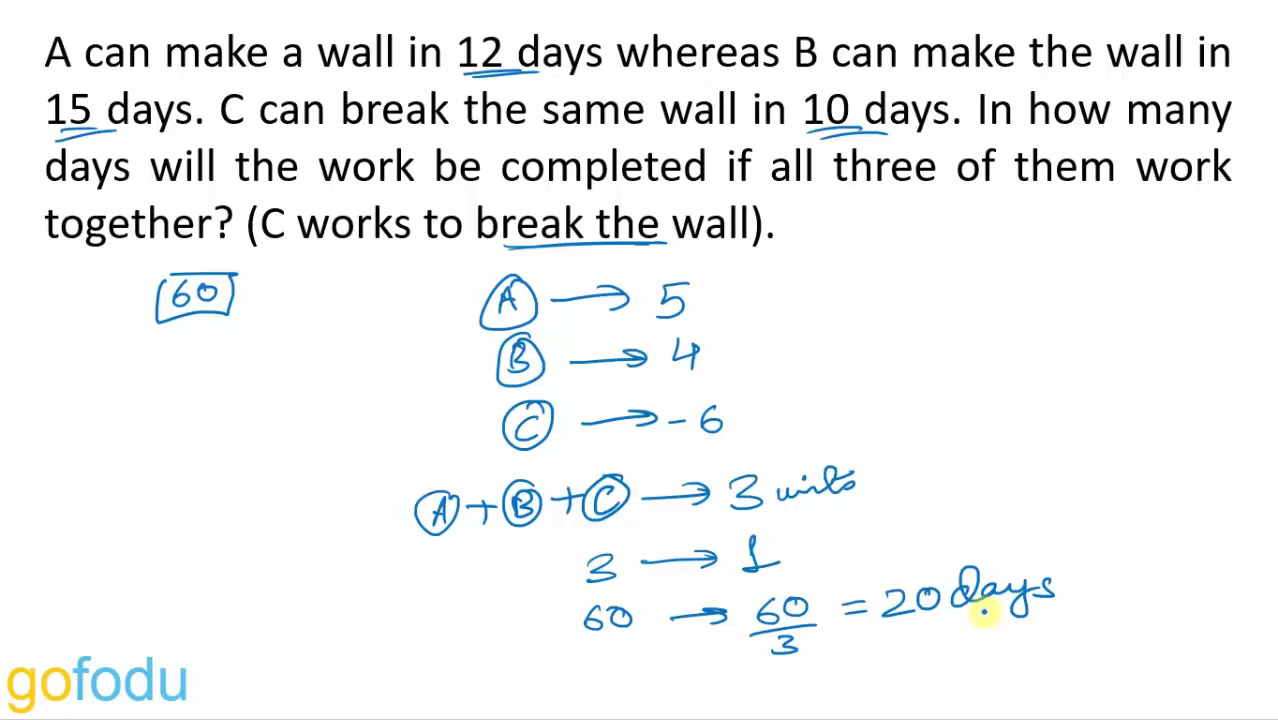 A can make a wall in 12 days whereas B can make the wall in
15 days. C can break the same wall in 10 days. In how many
days will the work be completed if all three of them work
together? (C works to break the wall).
60
A → 5
B → 4
C → - 6
A + B + C → 3 units
3 → 1
60 → 60/3 = 20 days
gofodu